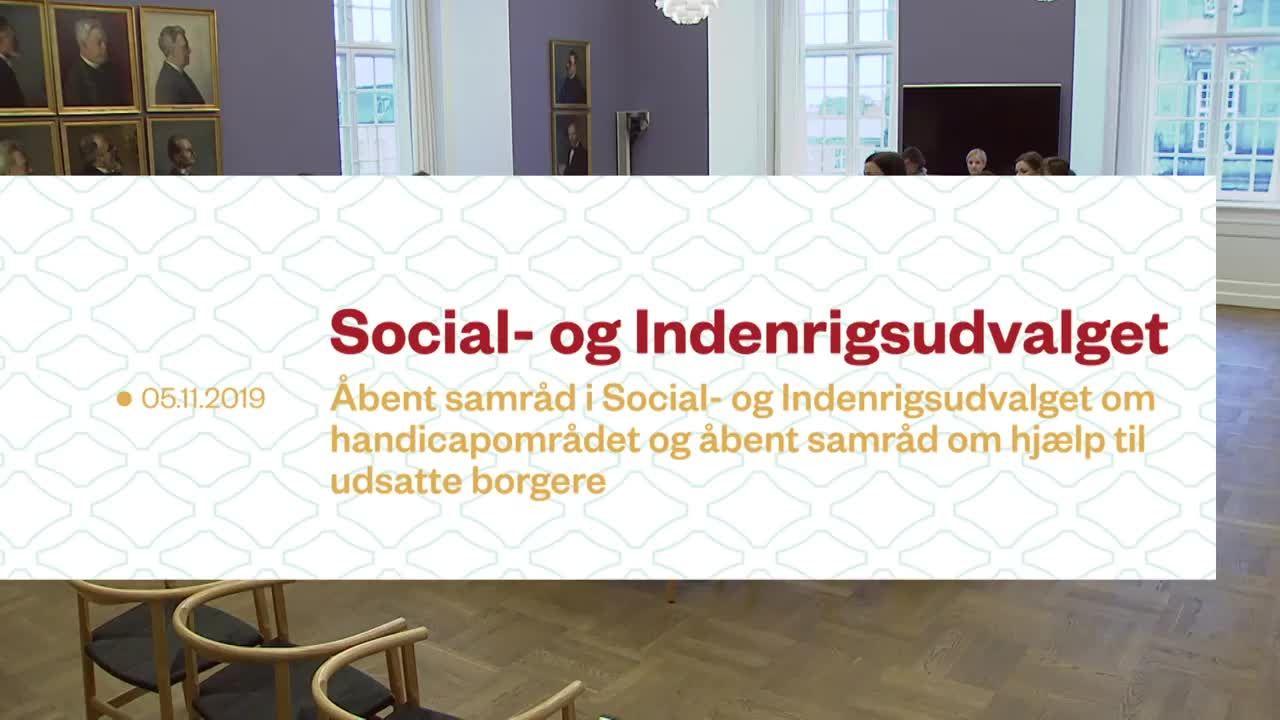 Social- og Indenrigsudvalget
• 05.11.2019
Åbent samråd i Social- og Indenrigsudvalget om
handicapområdet og åbent samråd om hjælp til
udsatte borgere